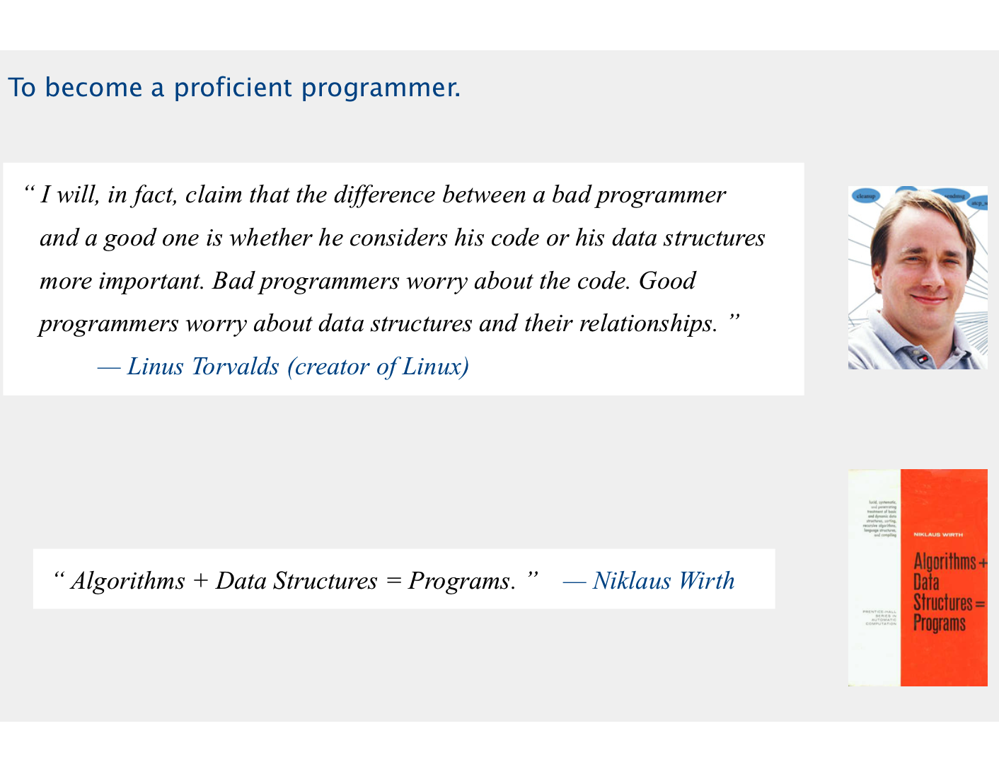 To become a proficient programmer.
“ I will, in fact, claim that the difference between a bad programmer
and a good one is whether he considers his code or his data structures
more important. Bad programmers worry about the code. Good
programmers worry about data structures and their relationships. ”
— Linus Torvalds (creator of Linux)
cleanup
sendmsg
“ Algorithms + Data Structures = Programs. ” — Niklaus Wirth
lucid, systematic,
and penetrating
treatment of basic
and dynamic data
structures, sorting,
recursive algorithms,
language structures,
and compiling
NIKLAUS WIRTH
Algorithms +
Data
Structures =
Programs
PRENTICE-HALL
SERIES IN
AUTOMATIC
COMPUTATION